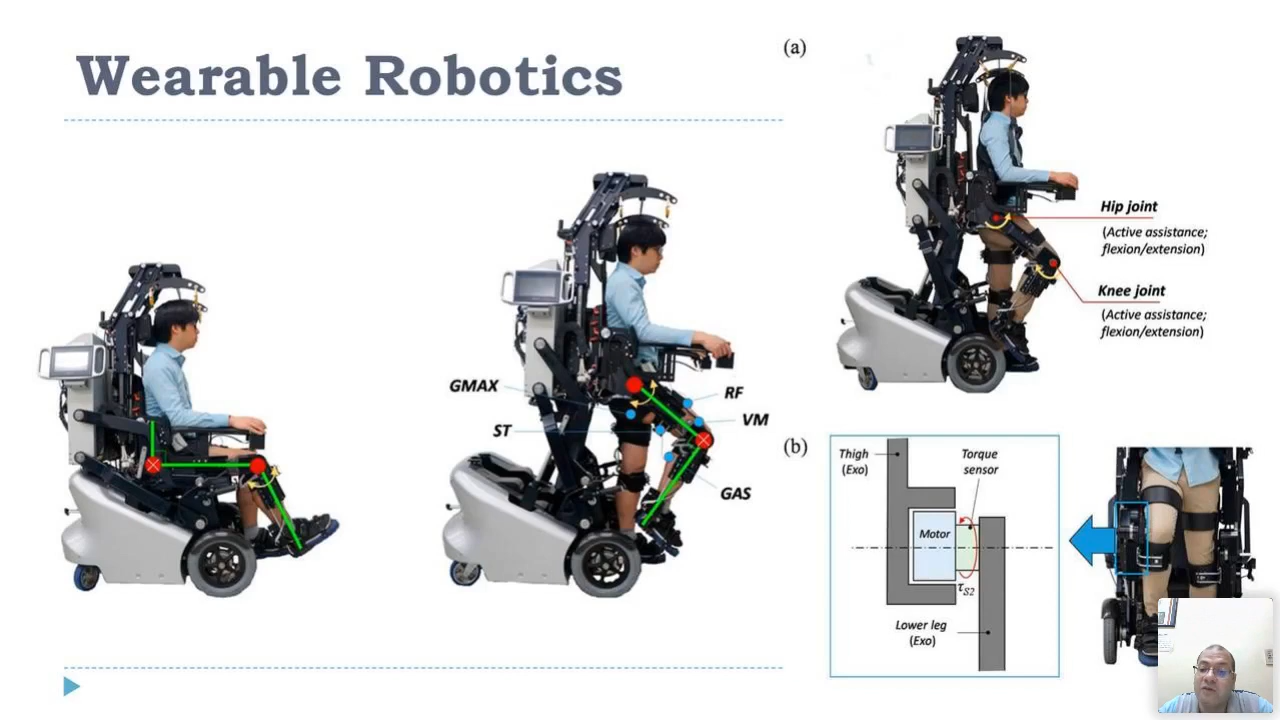 Wearable Robotics
GMAX
ST
RF
VM
GAS
(a)
Hip joint
(Active assistance;
flexion/extension)
Knee joint
(Active assistance;
flexion/extension)
(b)
Thigh
(Exo)
Torque
sensor
Motor
τS2
Lower leg
(Exo)